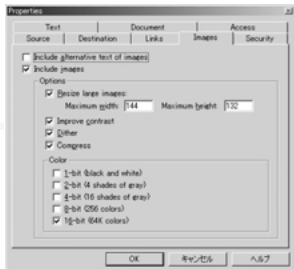 Properties
Text Document Access
Source Destination Links Images Security
Include alternative text of images
Include images
Options
Resize large images:
Maximum width: 144 Maximum height: 132
Improve contrast
Dither
Compress
Color
1-bit (black and white)
2-bit (4 shades of gray)
4-bit (16 shades of gray)
8-bit (256 colors)
16-bit (64K colors)
OK キャンセル ヘルプ